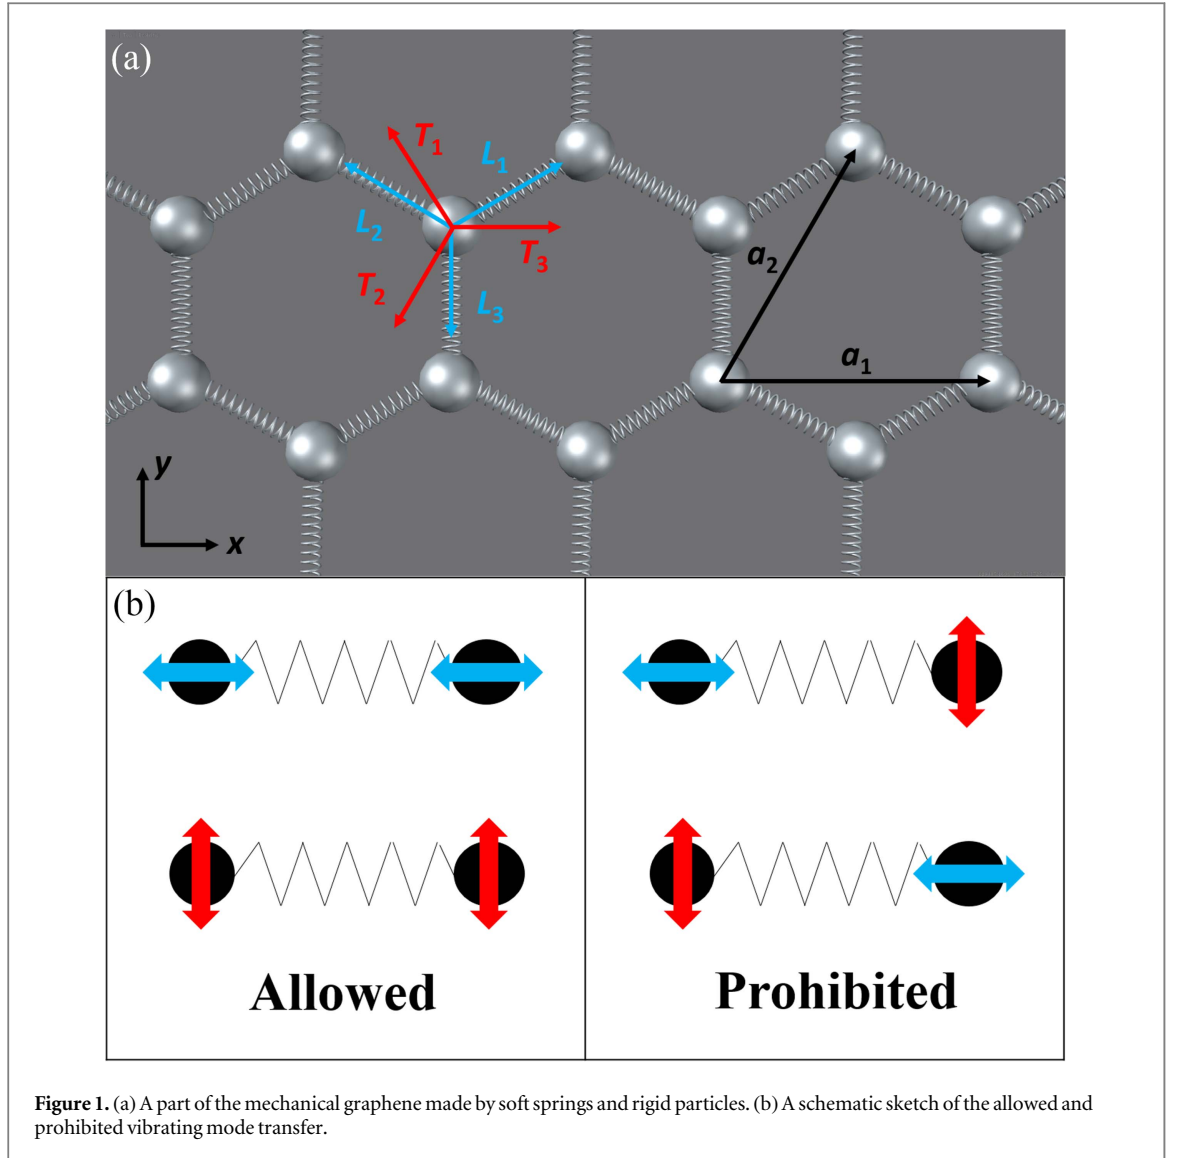 (a)
T1
L1
L2
T3
T2
L3
a2
a1
y
x
(b)
Allowed
Prohibited
Figure 1. (a) A part of the mechanical graphene made by soft springs and rigid particles. (b) A schematic sketch of the allowed and
prohibited vibrating mode transfer.